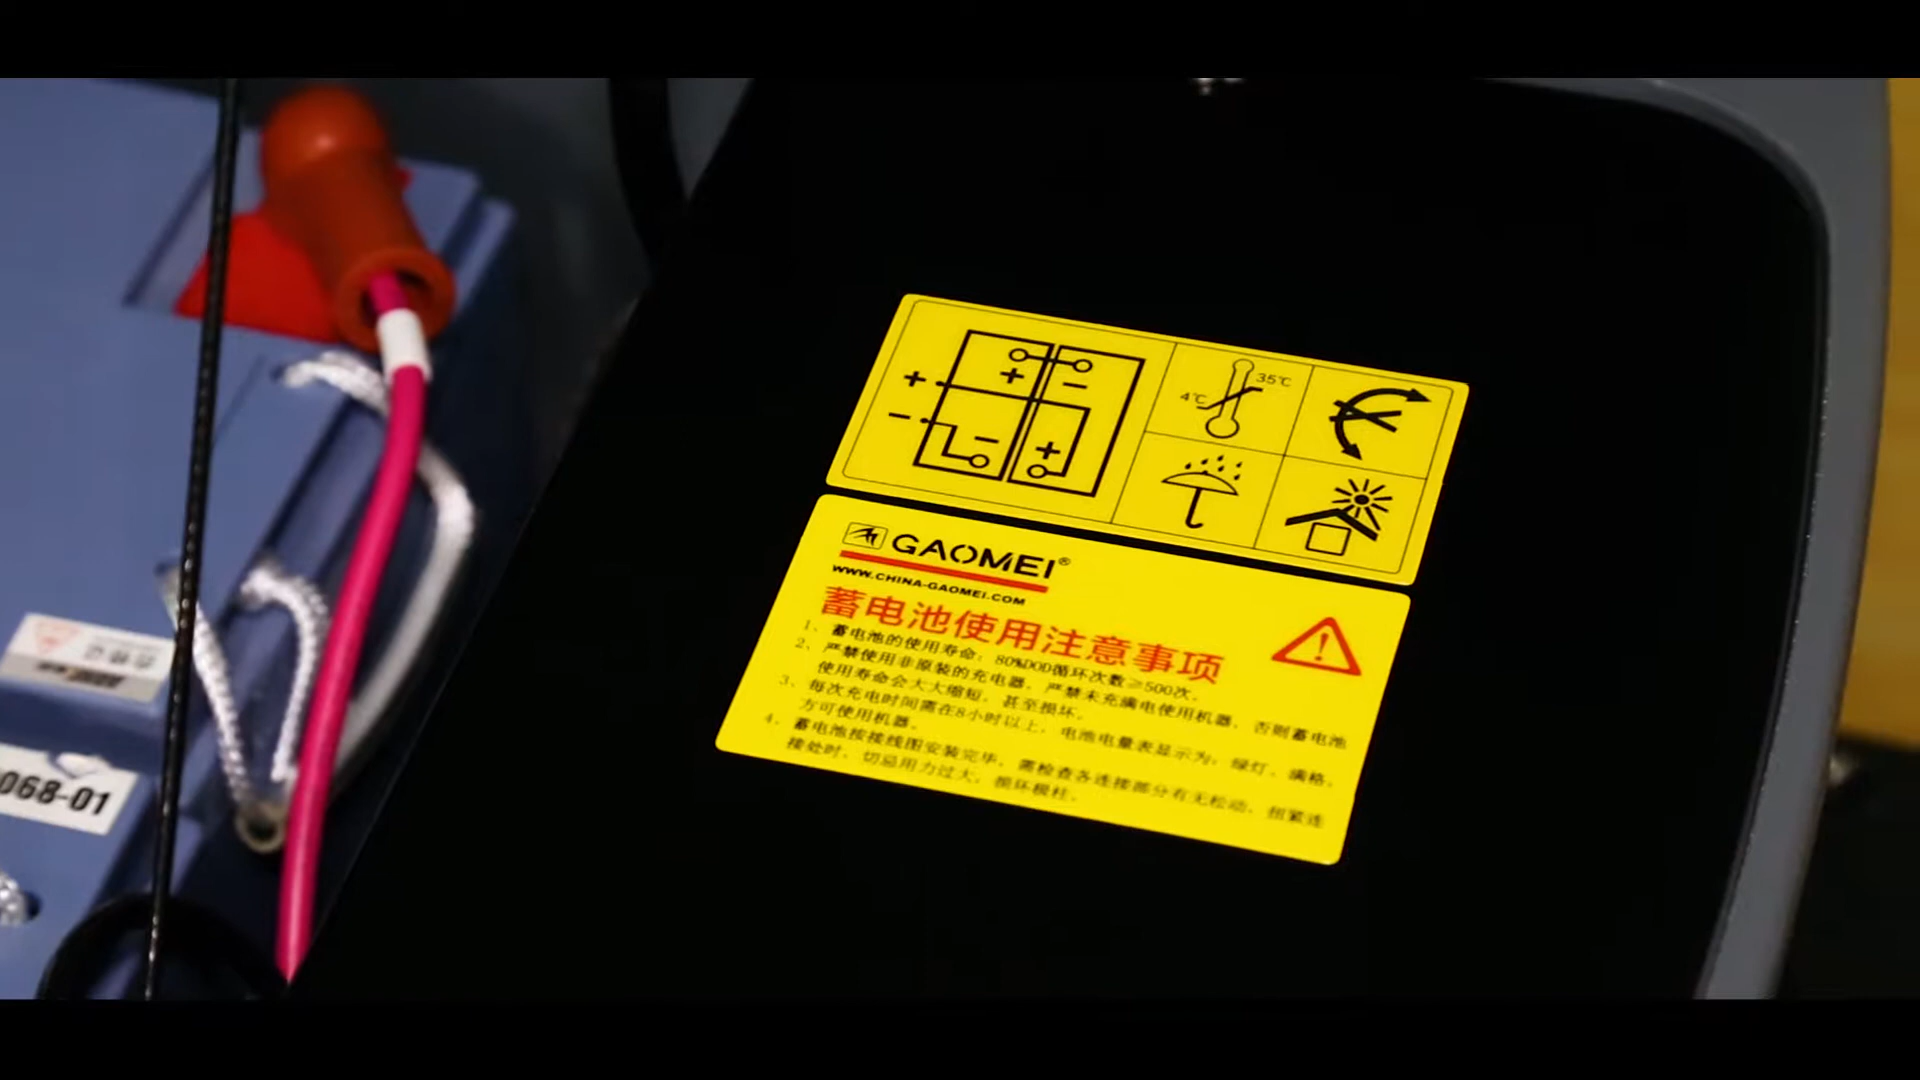 35℃
4℃
GAOMEI®
WWW.CHINA-GAOMEI.COM
蓄电池使用注意事项
1、蓄电池的使用寿命：80%DOD循环次数≥500次。
2、严禁使用非原装的充电器，严禁未充满电使用机器，否则蓄电池
使用寿命会大大缩短，甚至损坏。
3、每次充电时间需在8小时以上，电池电量表显示为：绿灯、满格，
方可使用机器。
4、蓄电池按接线图安装完毕，需检查各连接部分有无松动，扭紧连
接处时，切忌用力过大，损坏极柱。
合格证
068-01